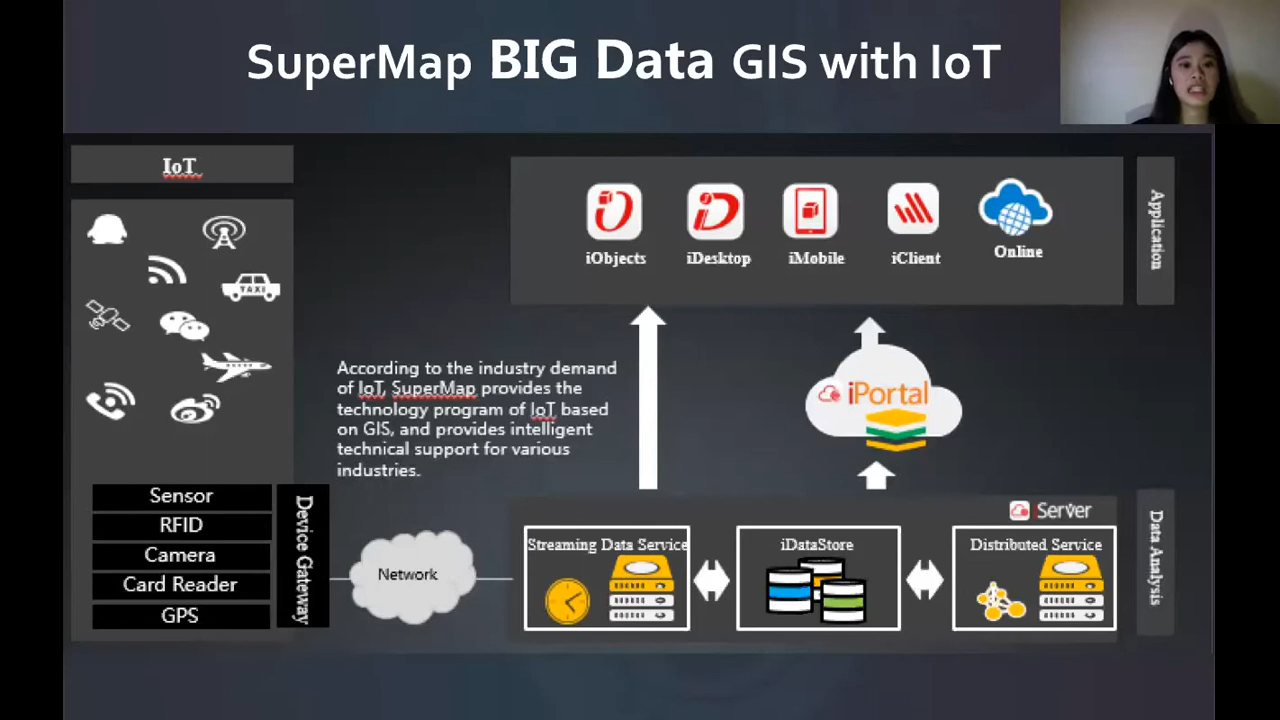 SuperMap BIG Data GIS with IoT
IoT
TAXI
iObjects
iDesktop
iMobile
iClient
Online
Application
According to the industry demand
of IoT, SuperMap provides the
technology program of IoT based
on GIS, and provides intelligent
technical support for various
industries.
iPortal
Sensor
RFID
Camera
Card Reader
GPS
Device Gateway
Network
iServer
Streaming Data Service
iDataStore
Distributed Service
Data Analysis